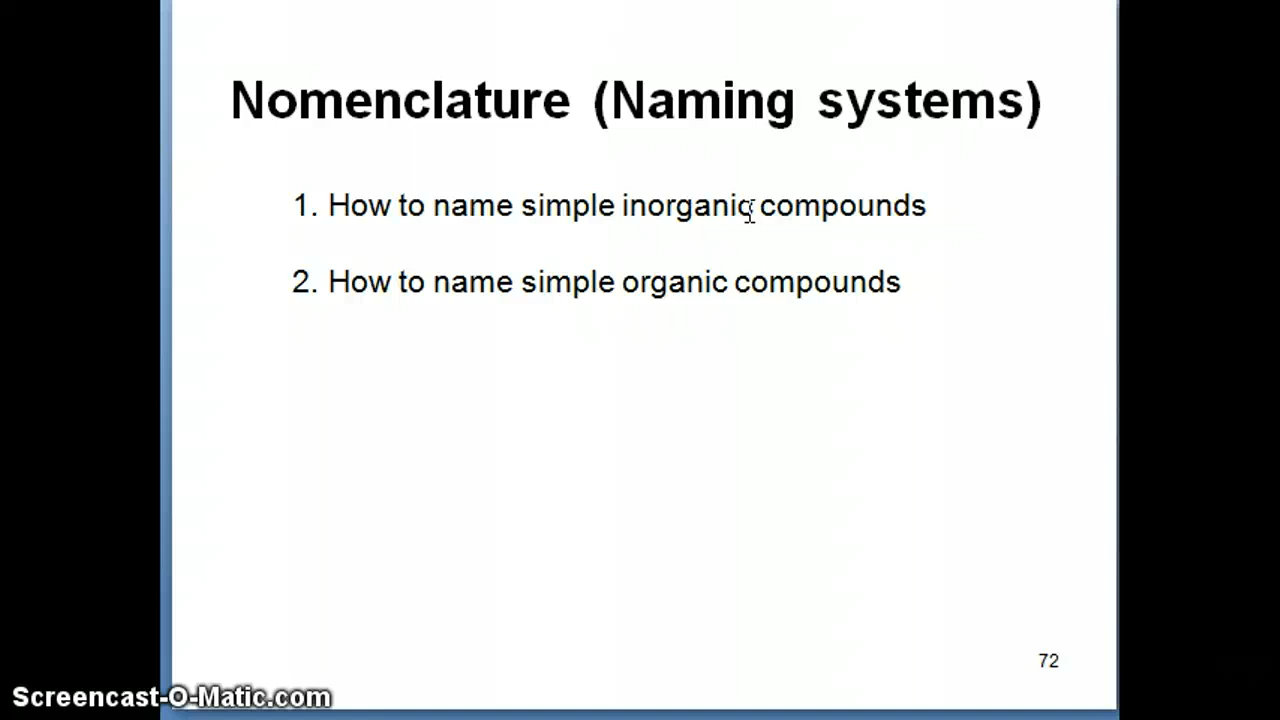 Nomenclature (Naming systems)
1. How to name simple inorganic compounds
2. How to name simple organic compounds
72
Screencast-O-Matic.com